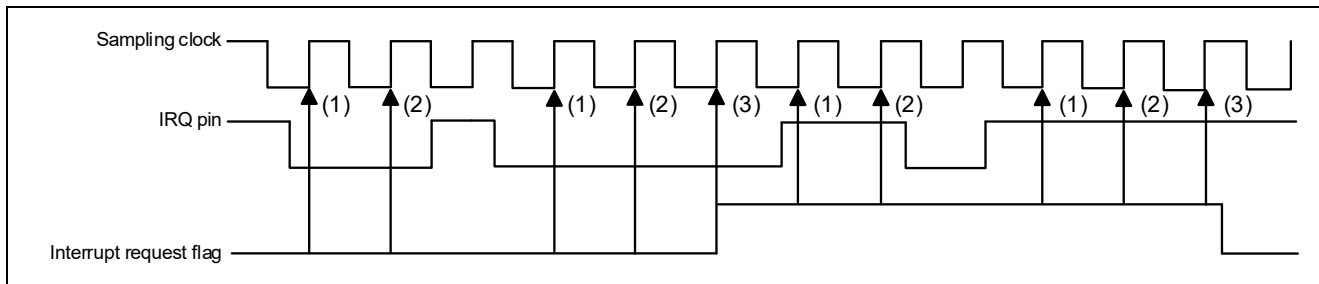 Sampling clock
(1) (2) (1) (2) (3) (1) (2) (1) (2) (3)
IRQ pin
Interrupt request flag